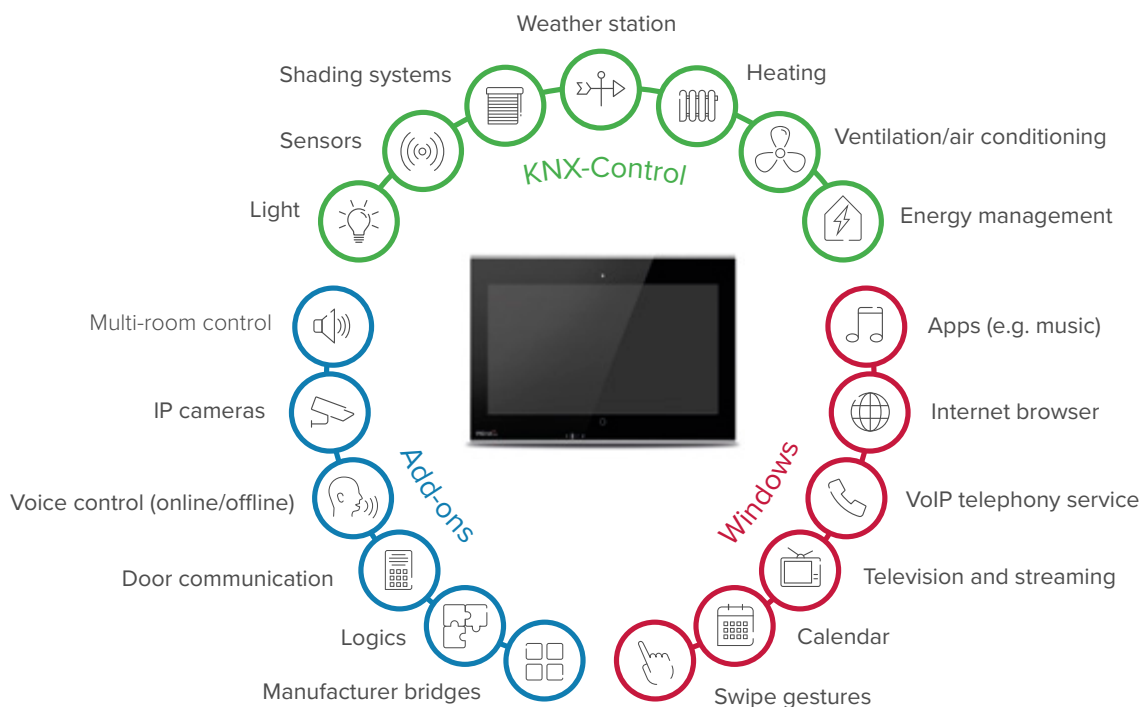 Weather station
Shading systems
Heating
Sensors
Ventilation/air conditioning
KNX-Control
Light
Energy management
Multi-room control
Apps (e.g. music)
IP cameras
Internet browser
Add-ons
Windows
Voice control (online/offline)
VoIP telephony service
Door communication
Television and streaming
Logics
Calendar
Manufacturer bridges
Swipe gestures